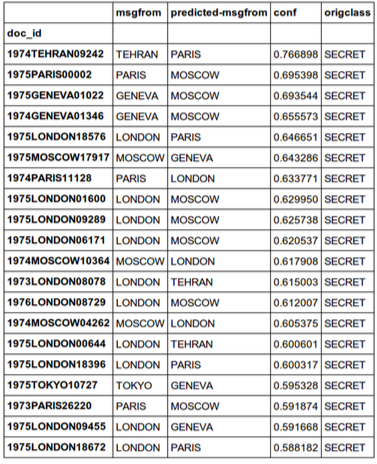 msgfrom predicted-msgfrom conf origclass
doc_id
1974TEHRAN09242 TEHRAN PARIS 0.766898 SECRET
1975PARIS00002 PARIS MOSCOW 0.695398 SECRET
1975GENEVA01022 GENEVA MOSCOW 0.693544 SECRET
1974GENEVA01346 GENEVA MOSCOW 0.655573 SECRET
1975LONDON18576 LONDON PARIS 0.646651 SECRET
1975MOSCOW17917 MOSCOW GENEVA 0.643286 SECRET
1974PARIS11128 PARIS LONDON 0.633771 SECRET
1975LONDON01600 LONDON MOSCOW 0.629950 SECRET
1975LONDON09289 LONDON MOSCOW 0.625738 SECRET
1975LONDON06171 LONDON MOSCOW 0.620537 SECRET
1974MOSCOW10364 MOSCOW LONDON 0.617908 SECRET
1973LONDON08078 LONDON TEHRAN 0.615003 SECRET
1976LONDON08729 LONDON MOSCOW 0.612007 SECRET
1974MOSCOW04262 MOSCOW LONDON 0.605375 SECRET
1975LONDON00644 LONDON TEHRAN 0.600601 SECRET
1975LONDON18396 LONDON PARIS 0.600317 SECRET
1975TOKYO10727 TOKYO GENEVA 0.595328 SECRET
1973PARIS26220 PARIS MOSCOW 0.591874 SECRET
1975LONDON09455 LONDON GENEVA 0.591668 SECRET
1975LONDON18672 LONDON PARIS 0.588182 SECRET